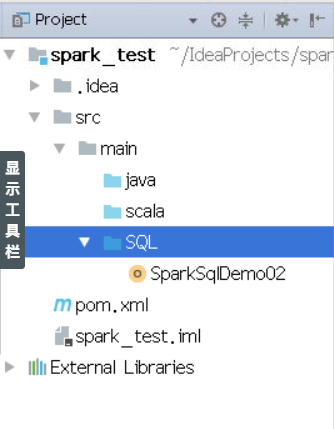 Project
spark_test ~/IdeaProjects/spar
.idea
src
main
java
scala
SQL
SparkSqlDemo02
pom.xml
spark_test.iml
External Libraries
显示工具栏